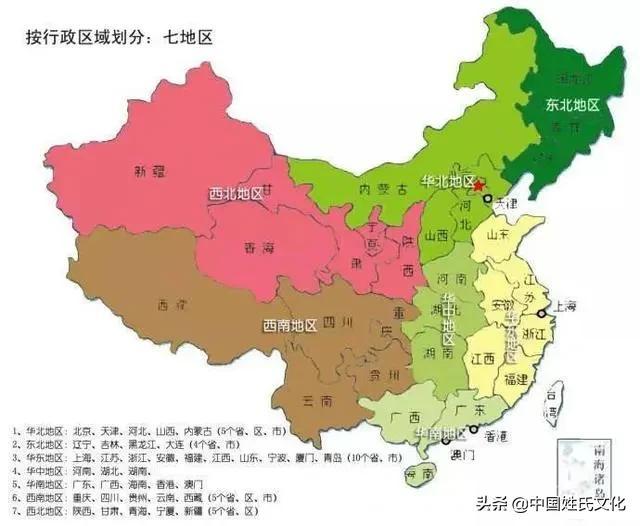 按行政区域划分：七地区
东北地区
新疆
西北地区
甘
内蒙古
华北地区
天津
河北
山西
山东
宁夏
陕西
肃
青海
西藏
西南地区
四川
重庆
河南
湖北
华中地区
湖南
安徽
江苏
上海
华东地区
浙江
江西
福建
贵州
云南
广西
广东
台湾
华南地区
香港
澳门
海南
南海诸岛
1、华北地区：北京、天津、河北、山西、内蒙古（5个省、区、市）
2、东北地区：辽宁、吉林、黑龙江、大连（4个省、市）
3、华东地区：上海、江苏、浙江、安徽、福建、江西、山东、宁波、厦门、青岛（10个省、市）
4、华中地区：河南、湖北、湖南、
5、华南地区：广东、广西、海南、香港、澳门
6、西南地区：重庆、四川、贵州、云南、西藏（5个省、区、市）
7、西北地区：陕西、甘肃、青海、宁夏、新疆（5个省、区）
头条 @中国姓氏文化